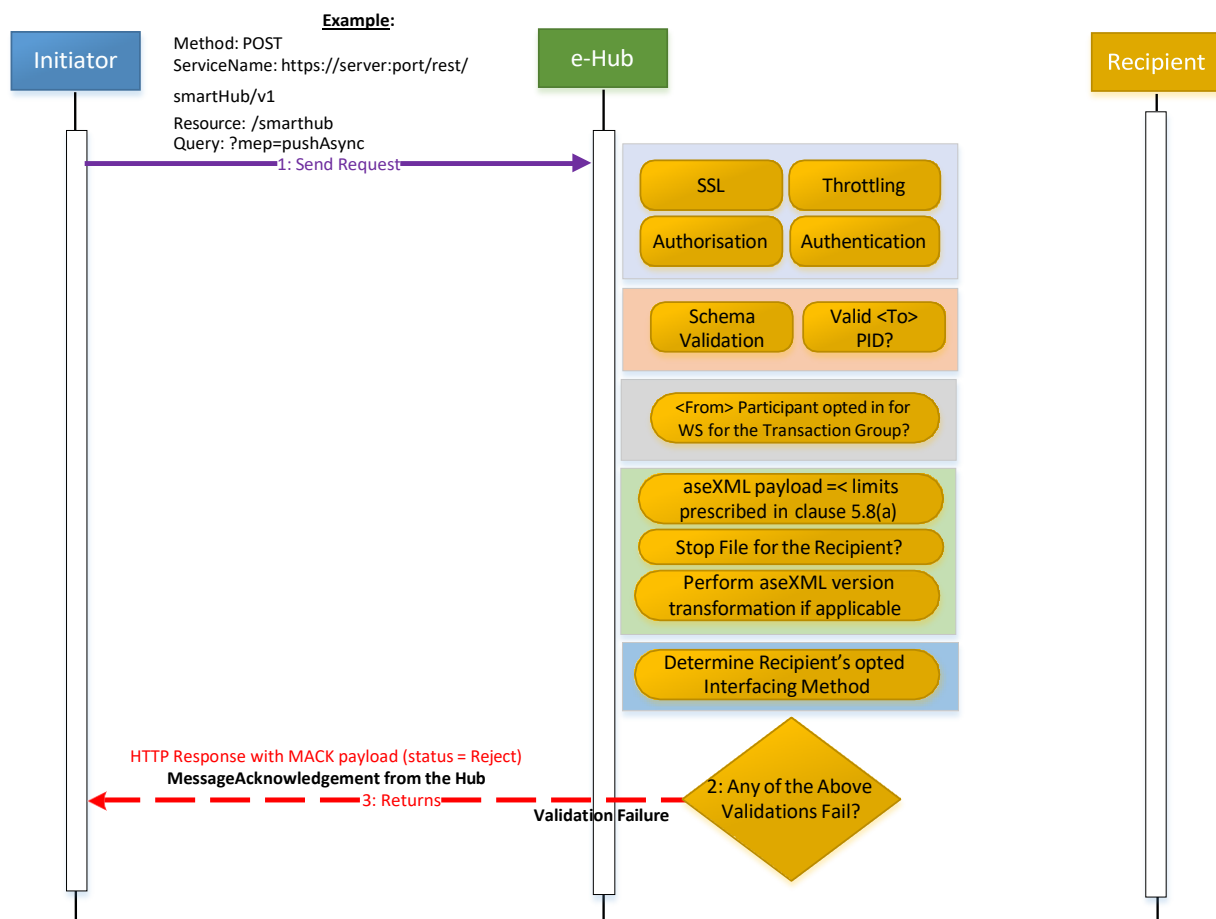 Example:
Method: POST
ServiceName: https://server:port/rest/
smartHub/v1
Resource: /smarthub
Query: ?mep=pushAsync
Initiator
e-Hub
Recipient
1: Send Request
SSL
Throttling
Authorisation
Authentication
Schema
Validation
Valid <To>
PID?
<From> Participant opted in for
WS for the Transaction Group?
aseXML payload =< limits
prescribed in clause 5.8(a)
Stop File for the Recipient?
Perform aseXML version
transformation if applicable
Determine Recipient’s opted
Interfacing Method
2: Any of the Above
Validations Fail?
HTTP Response with MACK payload (status = Reject)
MessageAcknowledgement from the Hub
3: Returns
Validation Failure